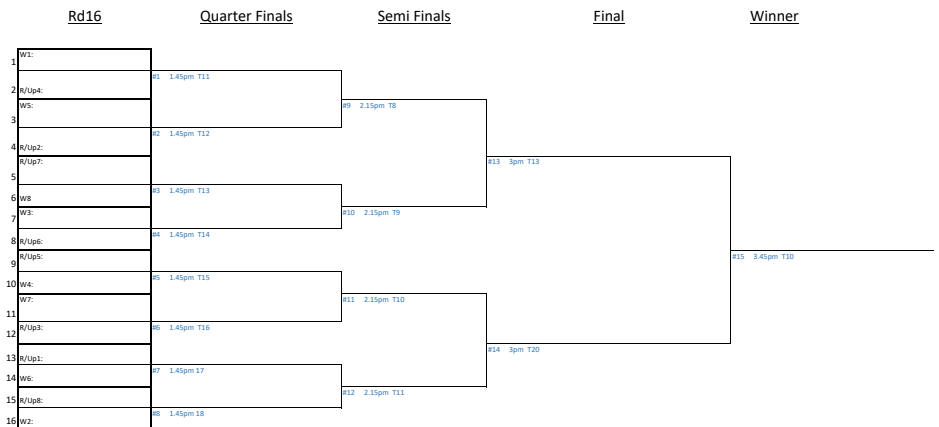 Rd16 Quarter Finals Semi Finals Final Winner
1 W1:
#1 1.45pm T11
2 R/Up4:
W5:
#9 2.15pm T8
3
#2 1.45pm T12
4 R/Up2:
R/Up7:
#13 3pm T13
5
#3 1.45pm T13
6 W8
W3:
#10 2.15pm T9
7
#4 1.45pm T14
8 R/Up6:
R/Up5:
#15 3.45pm T10
9
#5 1.45pm T15
10 W4:
W7:
#11 2.15pm T10
11
#6 1.45pm T16
R/Up3:
12
#14 3pm T20
13 R/Up1:
#7 1.45pm 17
14 W6:
#12 2.15pm T11
15 R/Up8:
#8 1.45pm 18
16 W2: